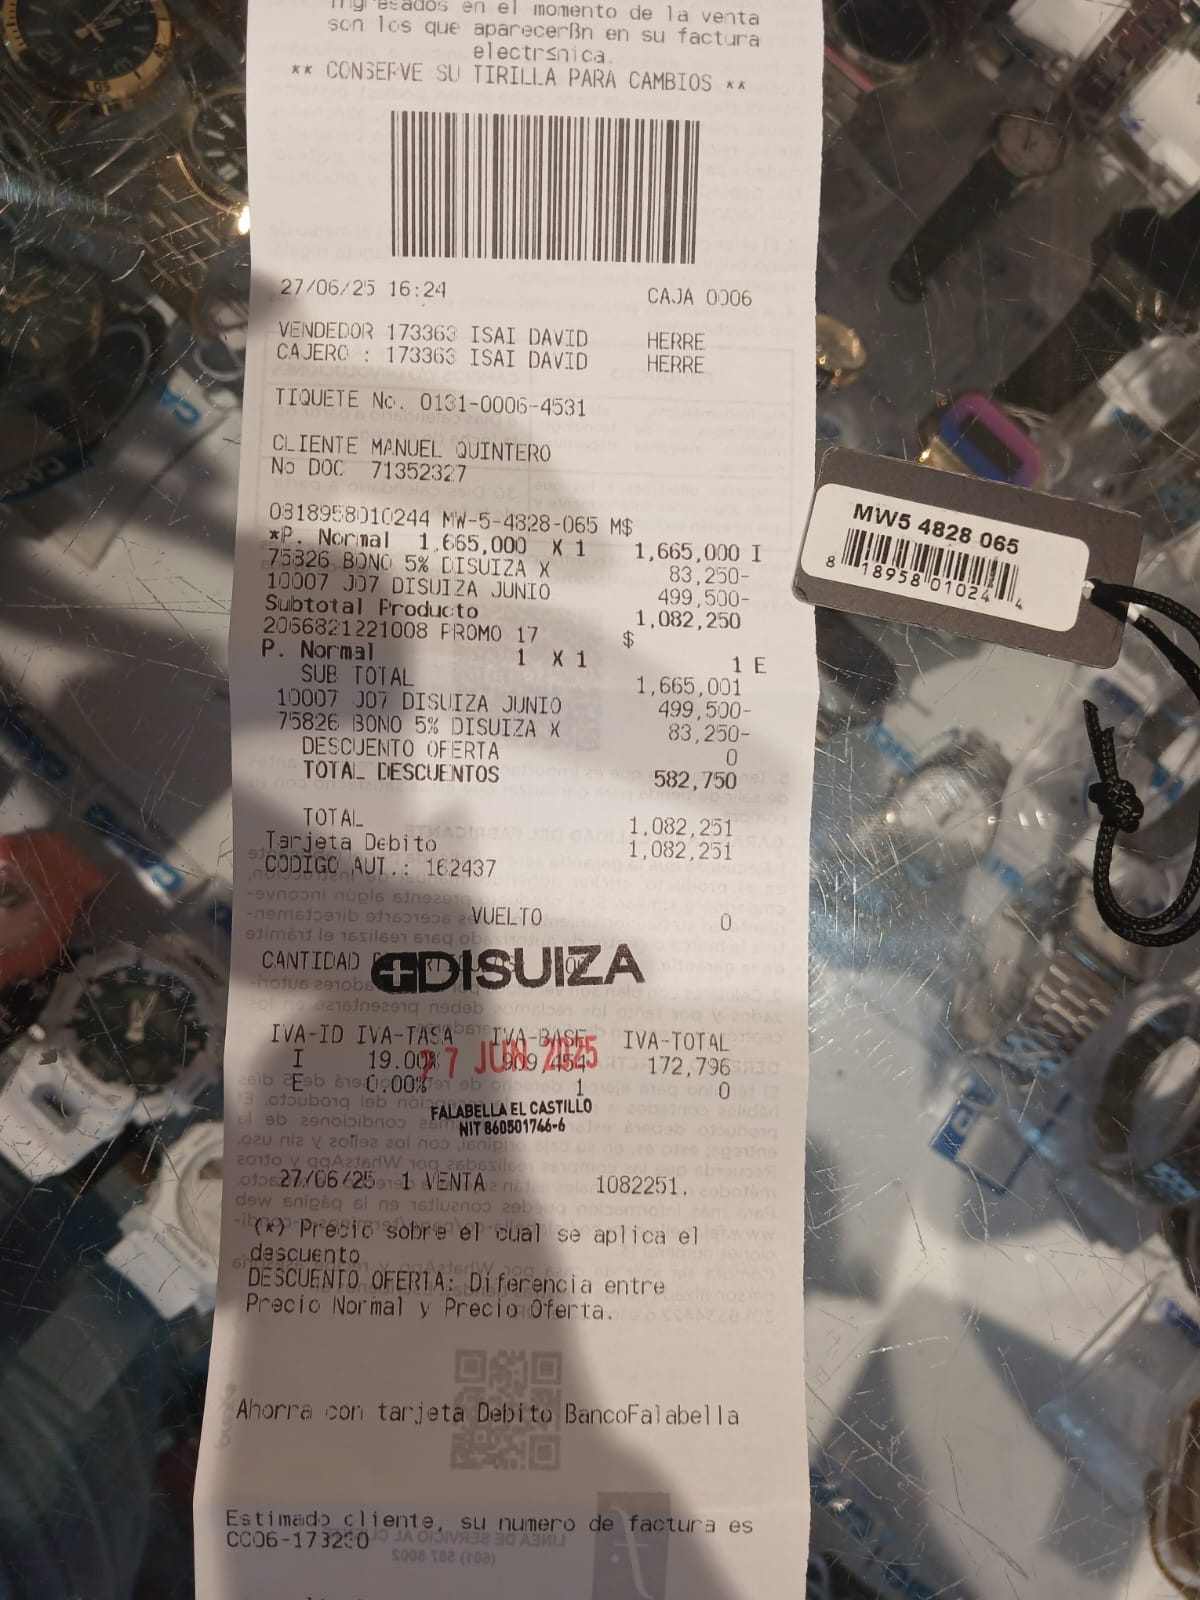 ingresados en el momento de la venta
son los que aparecerßn en su factura
electr≤nica.
** CONSERVE SU TIRILLA PARA CAMBIOS **
27/06/25 16:24 CAJA 0006
VENDEDOR 173363 ISAI DAVID HERRE
CAJERO : 173363 ISAI DAVID HERRE
TIQUETE No. 0131-0006-4531
CLIENTE MANUEL QUINTERO
No DOC 71352327
0818958010244 MW-5-4828-065 M$
*P. Normal 1,665,000 X 1 1,665,000 I
75826 BONO 5% DISUIZA X 83,250-
10007 J07 DISUIZA JUNIO 499,500-
Subtotal Producto 1,082,250
2066821221008 PROMO 17 $
P. Normal 1 X 1 1 E
SUB TOTAL 1,665,001
10007 J07 DISUIZA JUNIO 499,500-
75826 BONO 5% DISUIZA X 83,250-
DESCUENTO OFERTA 0
TOTAL DESCUENTOS 582,750
TOTAL 1,082,251
Tarjeta Debito 1,082,251
CODIGO AUT.: 162437
VUELTO 0
CANTIDAD
DISUIZA
IVA-ID IVA-TASA IVA-BASE IVA-TOTAL
I 19.00% 909,454 172,796
E 0.00% 1 0
27 JUN 2025
FALABELLA EL CASTILLO
NIT 860501746-6
27/06/25 1 VENTA 1082251.
(*) Precio sobre el cual se aplica el
descuento
DESCUENTO OFERTA: Diferencia entre
Precio Normal y Precio Oferta.
Ahorra con tarjeta Debito BancoFalabella
Estimado cliente, su numero de factura es
CC06-173230
MW5 4828 065
8 18958 01024 4